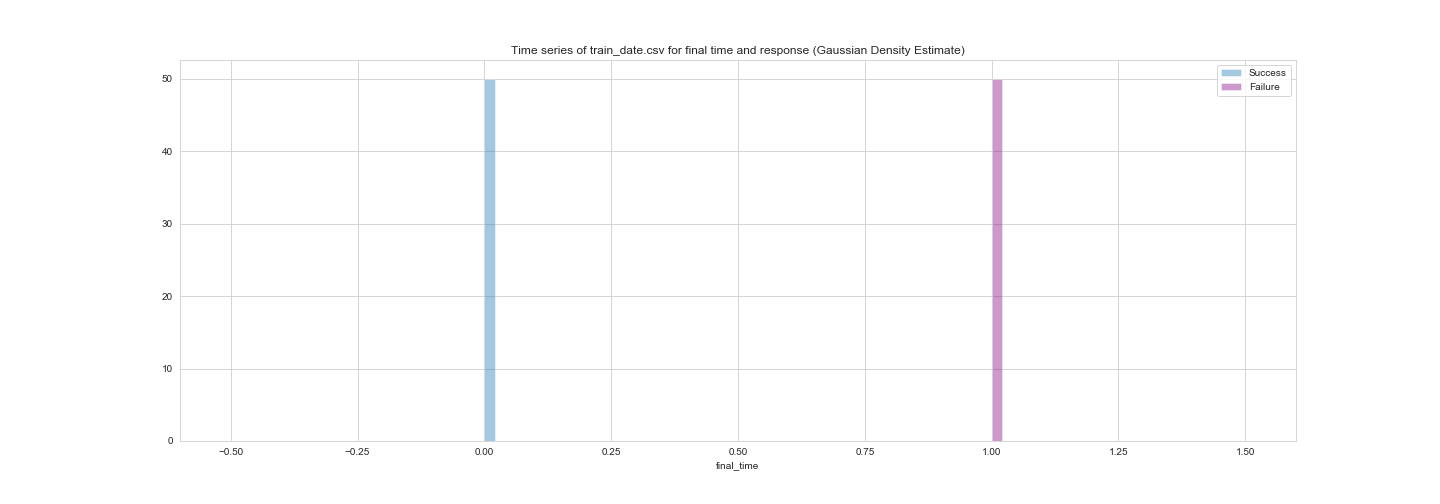 Time series of train_date.csv for final time and response (Gaussian Density Estimate)
Success
Failure
50
40
30
20
10
0
−0.50 −0.25 0.00 0.25 0.50 0.75 1.00 1.25 1.50
final_time